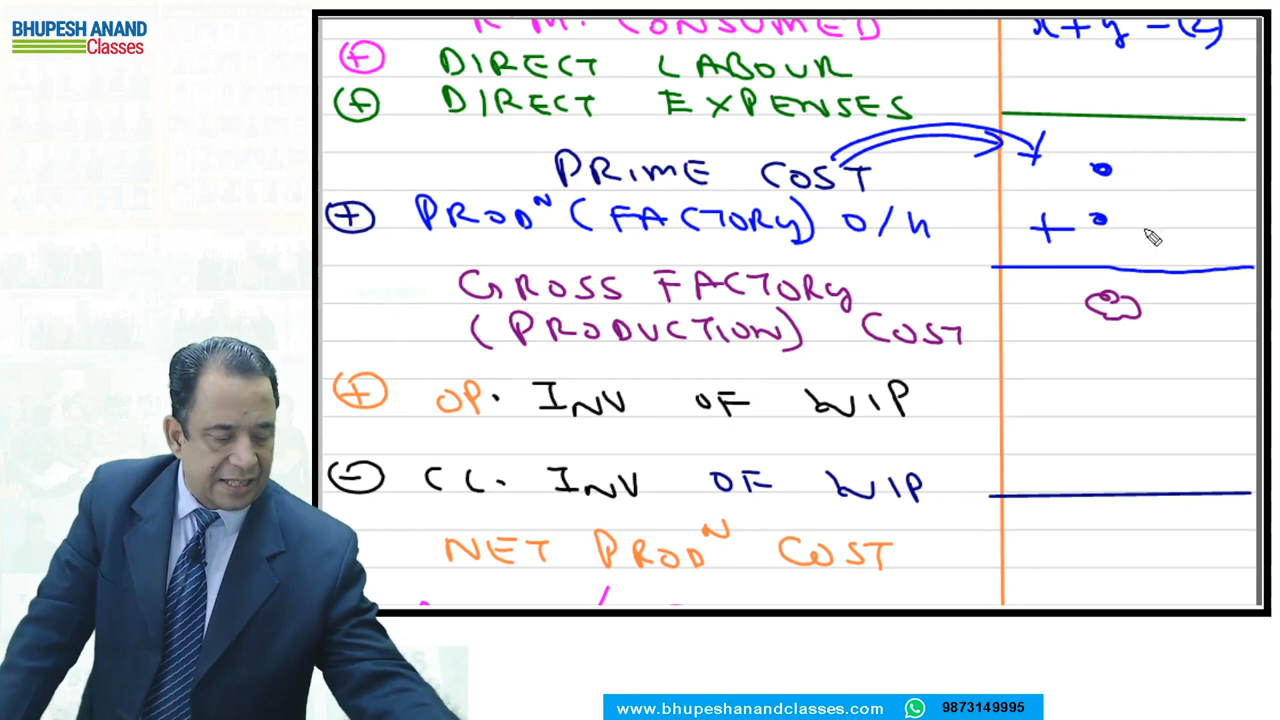 BHUPESH ANAND
Classes
R.M. CONSUMED x+y-(z)
(+) DIRECT LABOUR
(+) DIRECT EXPENSES
PRIME COST +
(+) PRODN (FACTORY) O/H +
GROSS FACTORY
(PRODUCTION) COST
(+) OP. INV OF WIP
(-) CL. INV OF WIP
NET PRODN COST
www.bhupeshanandclasses.com 9873149995